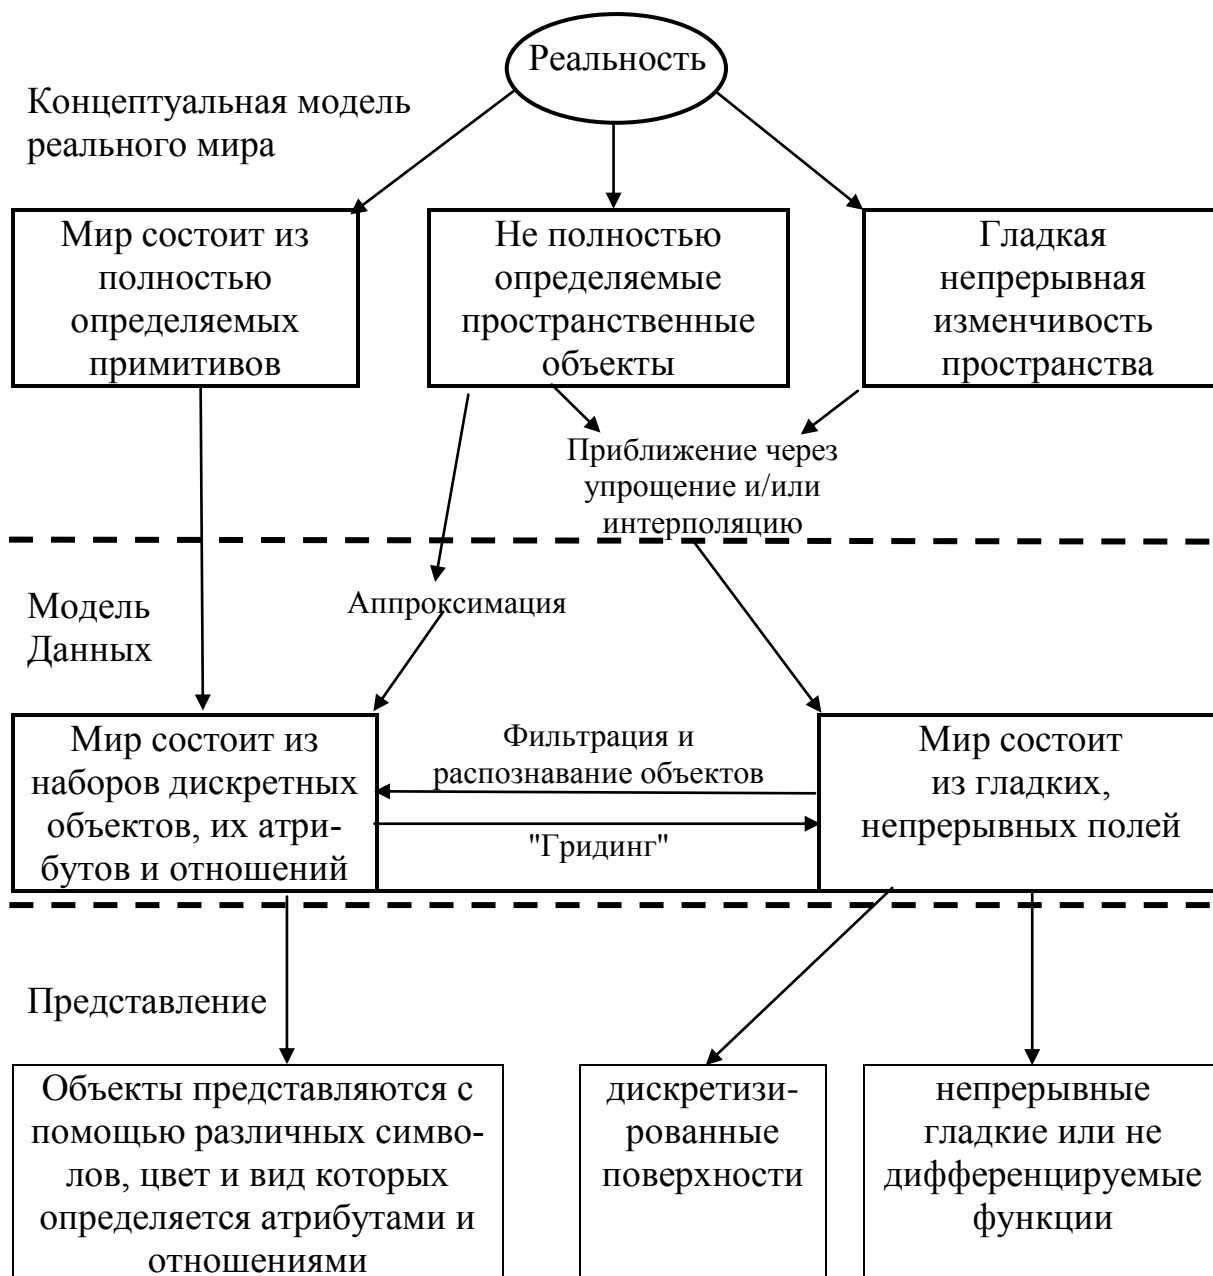 Реальность
Концептуальная модель
реального мира
Мир состоит из
полностью
определяемых
примитивов
Не полностью
определяемые
пространственные
объекты
Гладкая
непрерывная
изменчивость
пространства
Приближение через
упрощение и/или
интерполяцию
Модель
Данных
Аппроксимация
Мир состоит из
наборов дискретных
объектов, их атри-
бутов и отношений
Фильтрация и
распознавание объектов
"Гридинг"
Мир состоит
из гладких,
непрерывных полей
Представление
Объекты представляются с
помощью различных симво-
лов, цвет и вид которых
определяется атрибутами и
отношениями
дискретизи-
рованные
поверхности
непрерывные
гладкие или не
дифференцируемые
функции